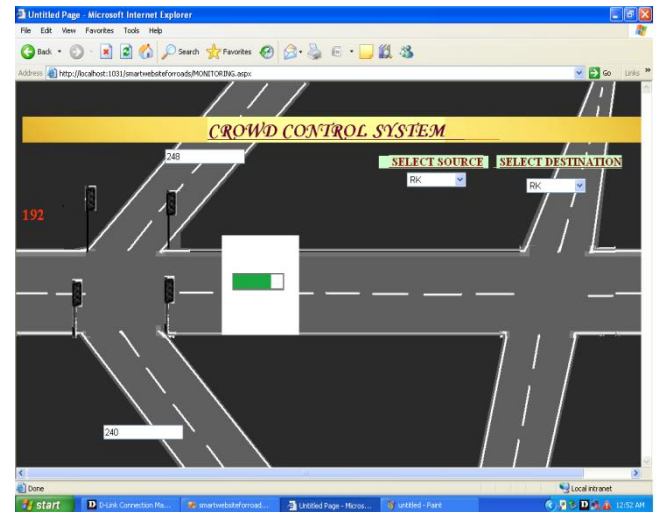 Untitled Page - Microsoft Internet Explorer
File Edit View Favorites Tools Help
Back Search Favorites
Address http://localhost:1031/smartwebsiteforroads/MONITORING.aspx Go Links »
CROWD CONTROL SYSTEM
248
SELECT SOURCE SELECT DESTINATION
RK RK
192
240
Done Local intranet
start D-Link Connection Ma... smartwebsiteforroad... Untitled Page - Micros... untitled - Paint 12:52 AM